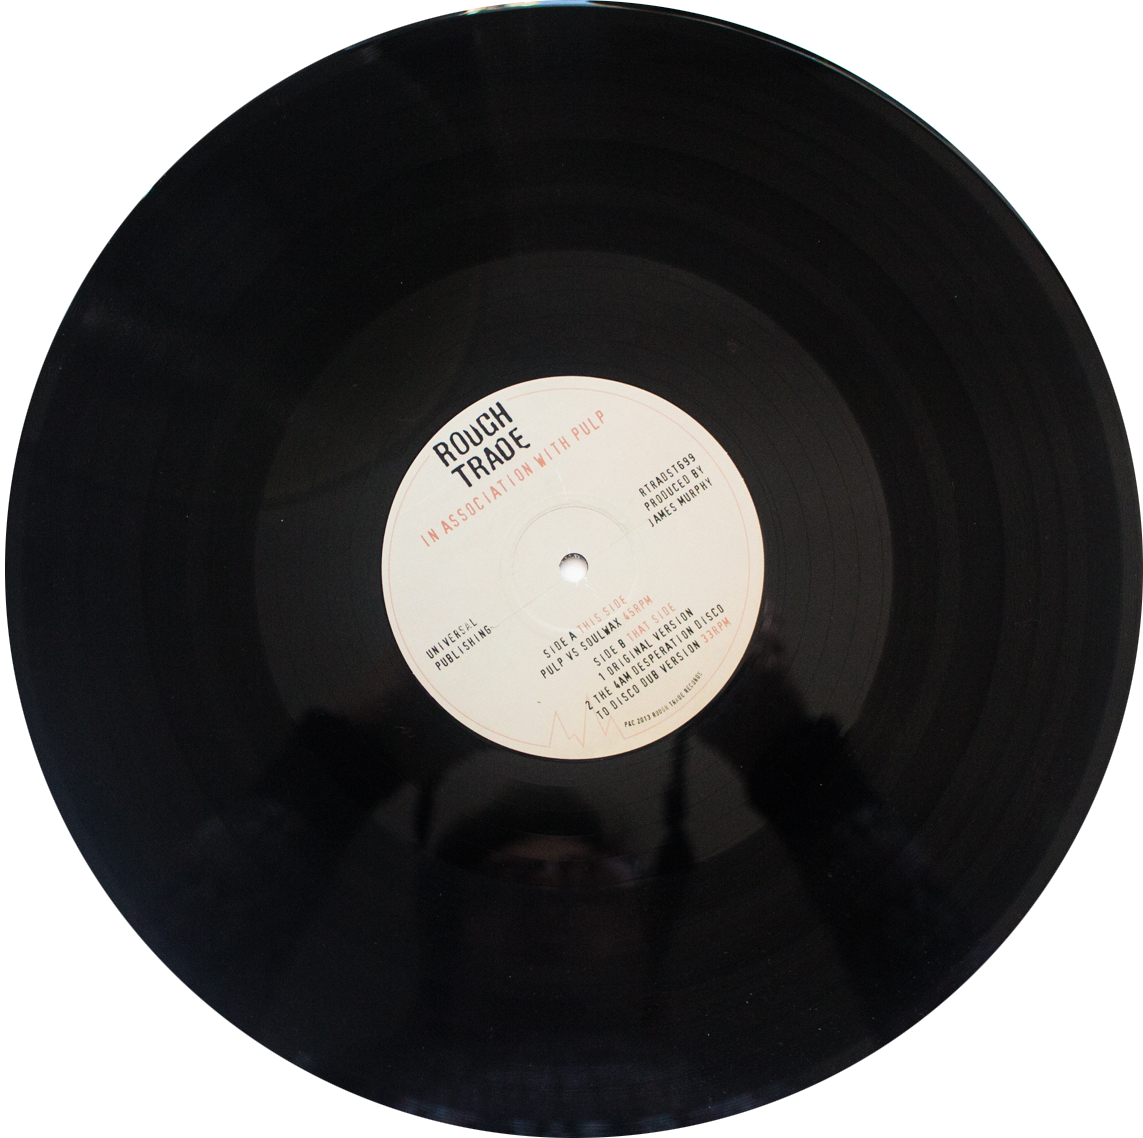 ROUGH
TRADE
IN ASSOCIATION WITH PULP
RTRADST699
PRODUCED BY
JAMES MURPHY
UNIVERSAL
PUBLISHING
SIDE A THIS SIDE
PULP VS SOULWAX 45RPM
SIDE B THAT SIDE
1 ORIGINAL VERSION
2 THE 4AM DESPERATION DISCO
TO DISCO DUB VERSION 33RPM
P&C 2013 ROUGH TRADE RECORDS